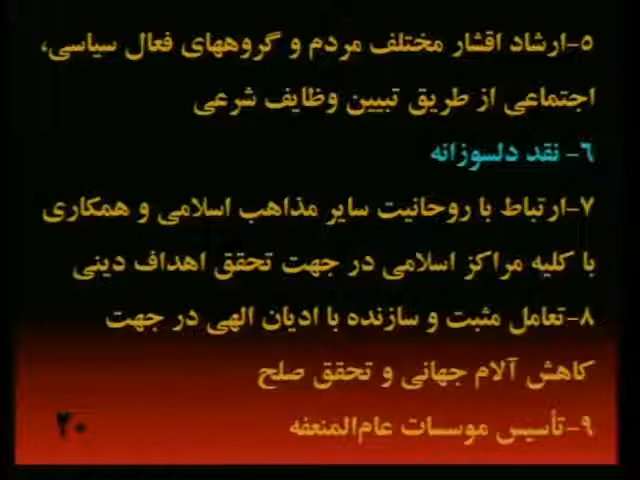 ۵-ارشاد اقشار مختلف مردم و گروههای فعال سیاسی،
اجتماعی از طریق تبیین وظایف شرعی
۶- نقد دلسوزانه
۷-ارتباط با روحانیت سایر مذاهب اسلامی و همکاری
با کلیه مراکز اسلامی در جهت تحقق اهداف دینی
۸-تعامل مثبت و سازنده با ادیان الهی در جهت
کاهش آلام جهانی و تحقق صلح
۹-تأسیس موسسات عام‌المنعفه
۲۰